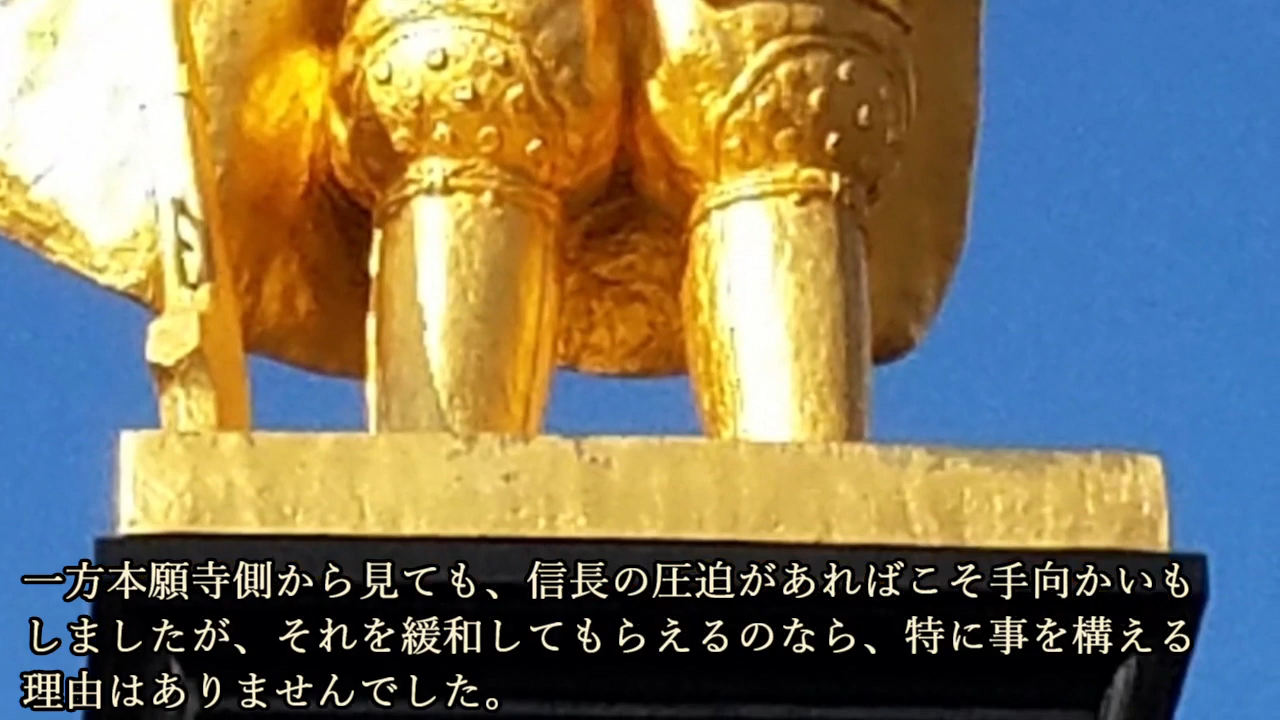 一方本願寺側から見ても、信長の圧迫があればこそ手向かいも
しましたが、それを緩和してもらえるのなら、特に事を構える
理由はありませんでした。